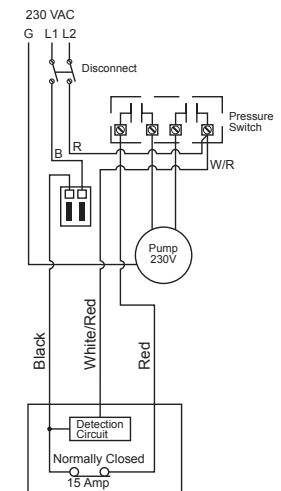 230 VAC
G L1 L2
Disconnect
Pressure
Switch
R
B
W/R
Pump
230V
Black
White/Red
Red
Detection
Circuit
Normally Closed
15 Amp